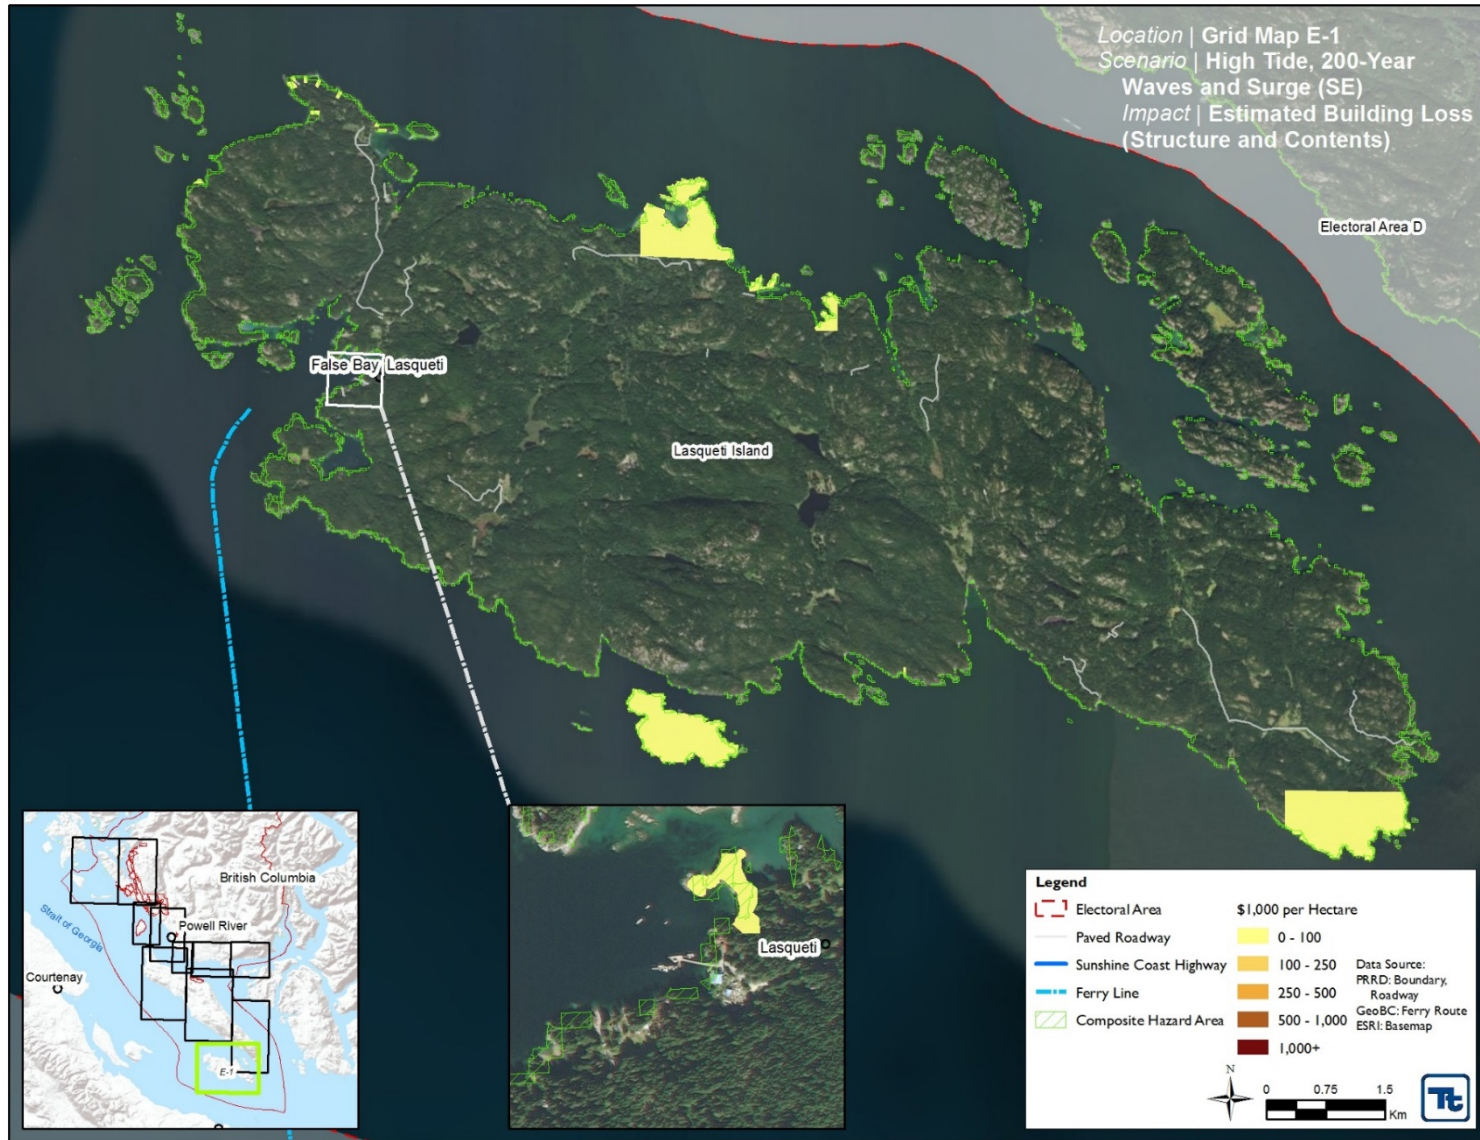 Location | Grid Map E-1
Scenario | High Tide, 200-Year
Waves and Surge (SE)
Impact | Estimated Building Loss
(Structure and Contents)
Electoral Area D
False Bay
Lasqueti
Lasqueti Island
British Columbia
Strait of Georgia
Powell River
Courtenay
E-1
Lasqueti
Legend
Electoral Area
Paved Roadway
Sunshine Coast Highway
Ferry Line
Composite Hazard Area
$1,000 per Hectare
0 - 100
100 - 250
250 - 500
500 - 1,000
1,000+
Data Source:
PRRD: Boundary,
Roadway
GeoBC: Ferry Route
ESRI: Basemap
N
0 0.75 1.5
Km
Tt